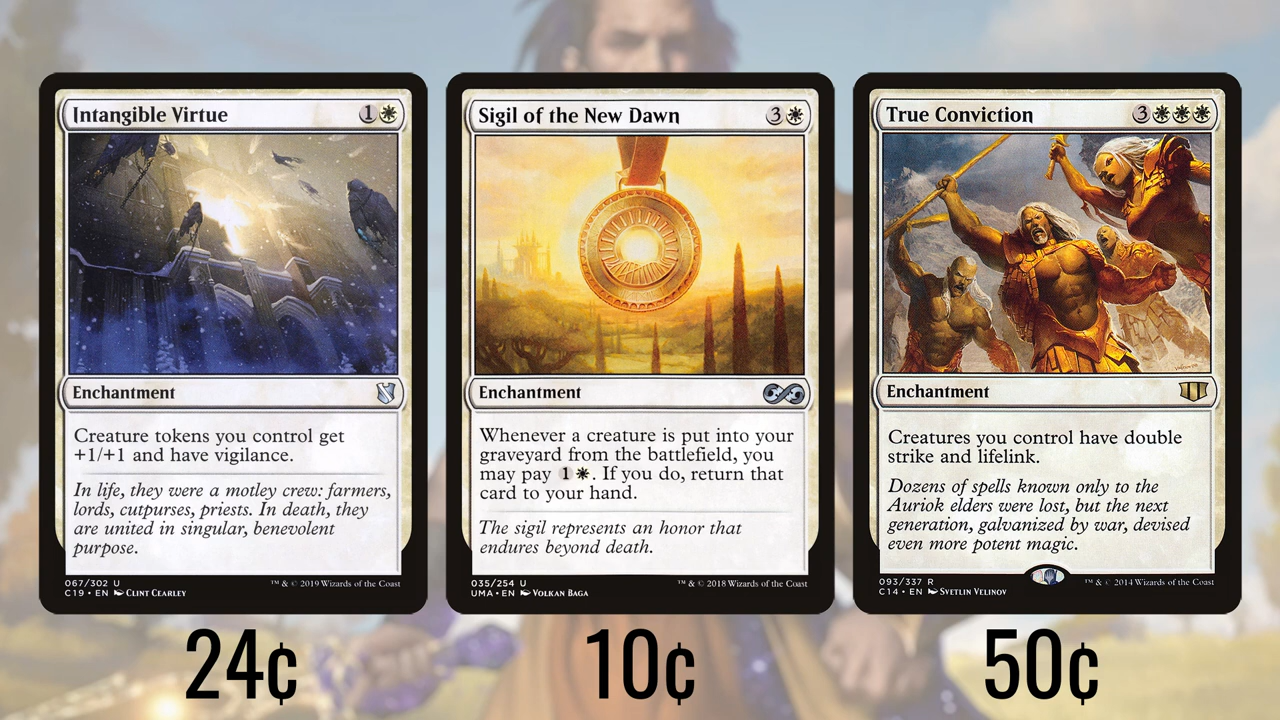 Intangible Virtue 1
Enchantment
Creature tokens you control get
+1/+1 and have vigilance.
In life, they were a motley crew: farmers,
lords, cutpurses, priests. In death, they
are united in singular, benevolent
purpose.
067/302 U
C19 • EN Clint Cearley
™ & © 2019 Wizards of the Coast
24¢
Sigil of the New Dawn 3
Enchantment
Whenever a creature is put into your
graveyard from the battlefield, you
may pay 1 . If you do, return that
card to your hand.
The sigil represents an honor that
endures beyond death.
035/254 U
UMA • EN Volkan Baga
™ & © 2018 Wizards of the Coast
10¢
True Conviction 3
Enchantment
Creatures you control have double
strike and lifelink.
Dozens of spells known only to the
Auriok elders were lost, but the next
generation, galvanized by war, devised
even more potent magic.
093/337 R
C14 • EN Svetlin Velinov
™ & © 2014 Wizards of the Coast
50¢